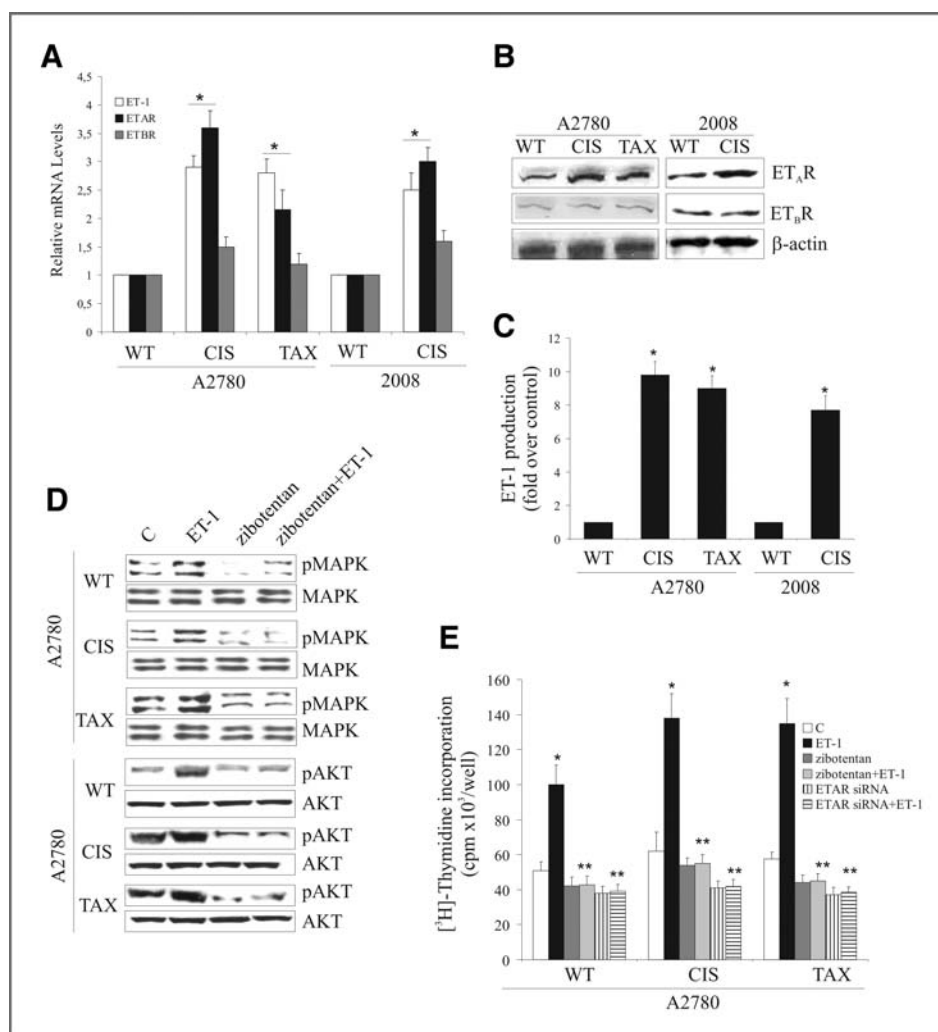 A
4,5
4
3,5
3
2,5
2
1,5
1
0,5
0
Relative mRNA Levels
ET-1
ETAR
ETBR
*
*
*
WT CIS TAX WT CIS
A2780 2008
B
A2780 2008
WT CIS TAX WT CIS
ETAR
ETBR
β-actin
C
12
10
8
6
4
2
0
ET-1 production
(fold over control)
* * *
WT CIS TAX WT CIS
A2780 2008
D
C ET-1 zibotentan zibotentan+ET-1
A2780
WT
pMAPK
MAPK
CIS
pMAPK
MAPK
TAX
pMAPK
MAPK
A2780
WT
pAKT
AKT
CIS
pAKT
AKT
TAX
pAKT
AKT
E
160
140
120
100
80
60
40
20
0
[³H]-Thymidine incorporation
(cpm x10³/well)
C
ET-1
zibotentan
zibotentan+ET-1
ETAR siRNA
ETAR siRNA+ET-1
* * *
** ** ** ** ** **
WT CIS TAX
A2780